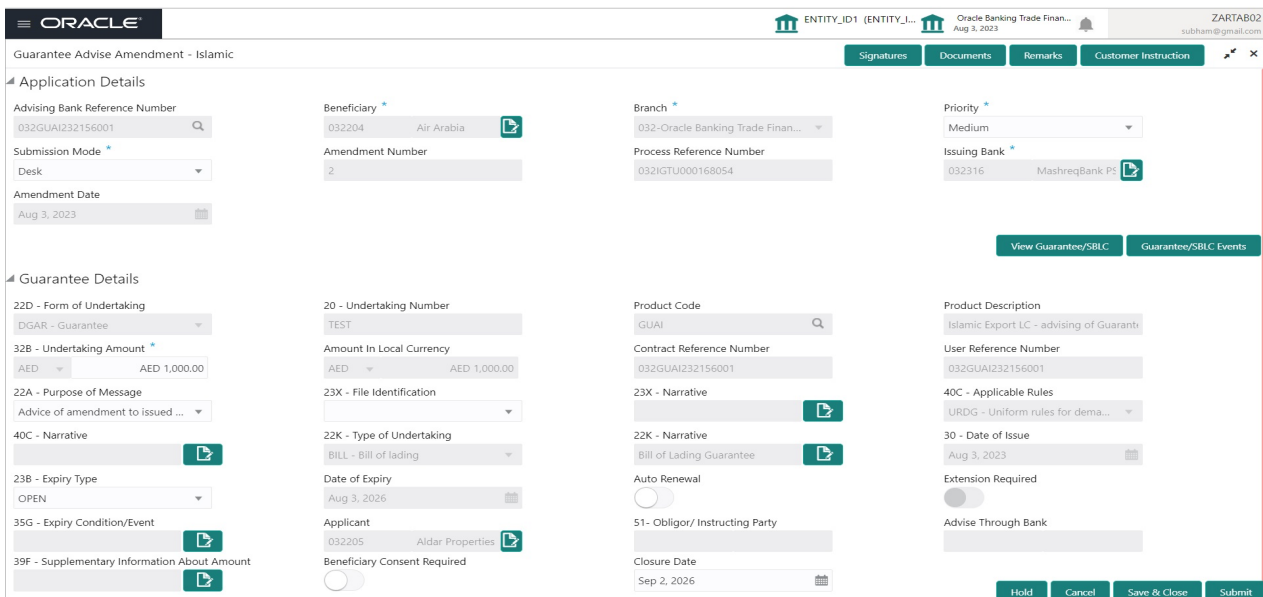 ORACLE®
ENTITY_ID1 (ENTITY_I...
Oracle Banking Trade Finan...
Aug 3, 2023
ZARTAB02
subham@gmail.com
Guarantee Advise Amendment - Islamic
Signatures Documents Remarks Customer Instruction
Application Details
Advising Bank Reference Number Beneficiary * Branch * Priority *
032GUAI232156001 032204 Air Arabia 032-Oracle Banking Trade Finan... Medium
Submission Mode * Amendment Number Process Reference Number Issuing Bank *
Desk 2 032IGTU000168054 032316 MashreqBank PS
Amendment Date
Aug 3, 2023
View Guarantee/SBLC Guarantee/SBLC Events
Guarantee Details
22D - Form of Undertaking 20 - Undertaking Number Product Code Product Description
DGAR - Guarantee TEST GUAI Islamic Export LC - advising of Guarante
32B - Undertaking Amount * Amount In Local Currency Contract Reference Number User Reference Number
AED AED 1,000.00 AED AED 1,000.00 032GUAI232156001 032GUAI232156001
22A - Purpose of Message 23X - File Identification 23X - Narrative 40C - Applicable Rules
Advice of amendment to issued ... URDG - Uniform rules for dema...
40C - Narrative 22K - Type of Undertaking 22K - Narrative 30 - Date of Issue
BILL - Bill of lading Bill of Lading Guarantee Aug 3, 2023
23B - Expiry Type Date of Expiry Auto Renewal Extension Required
OPEN Aug 3, 2026
35G - Expiry Condition/Event Applicant 51- Obligor/ Instructing Party Advise Through Bank
032205 Aldar Properties
39F - Supplementary Information About Amount Beneficiary Consent Required Closure Date
Sep 2, 2026
Hold Cancel Save & Close Submit